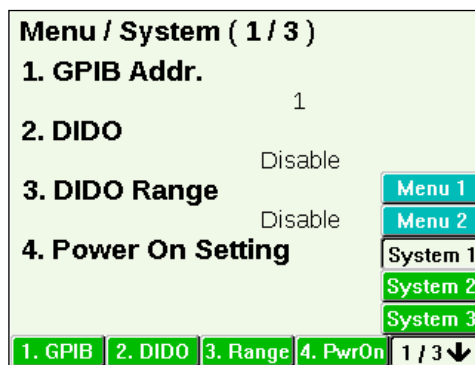 Menu / System ( 1 / 3 )
1. GPIB Addr.
1
2. DIDO
Disable
3. DIDO Range
Disable
4. Power On Setting
Menu 1
Menu 2
System 1
System 2
System 3
1. GPIB 2. DIDO 3. Range 4. PwrOn 1 / 3 ↓